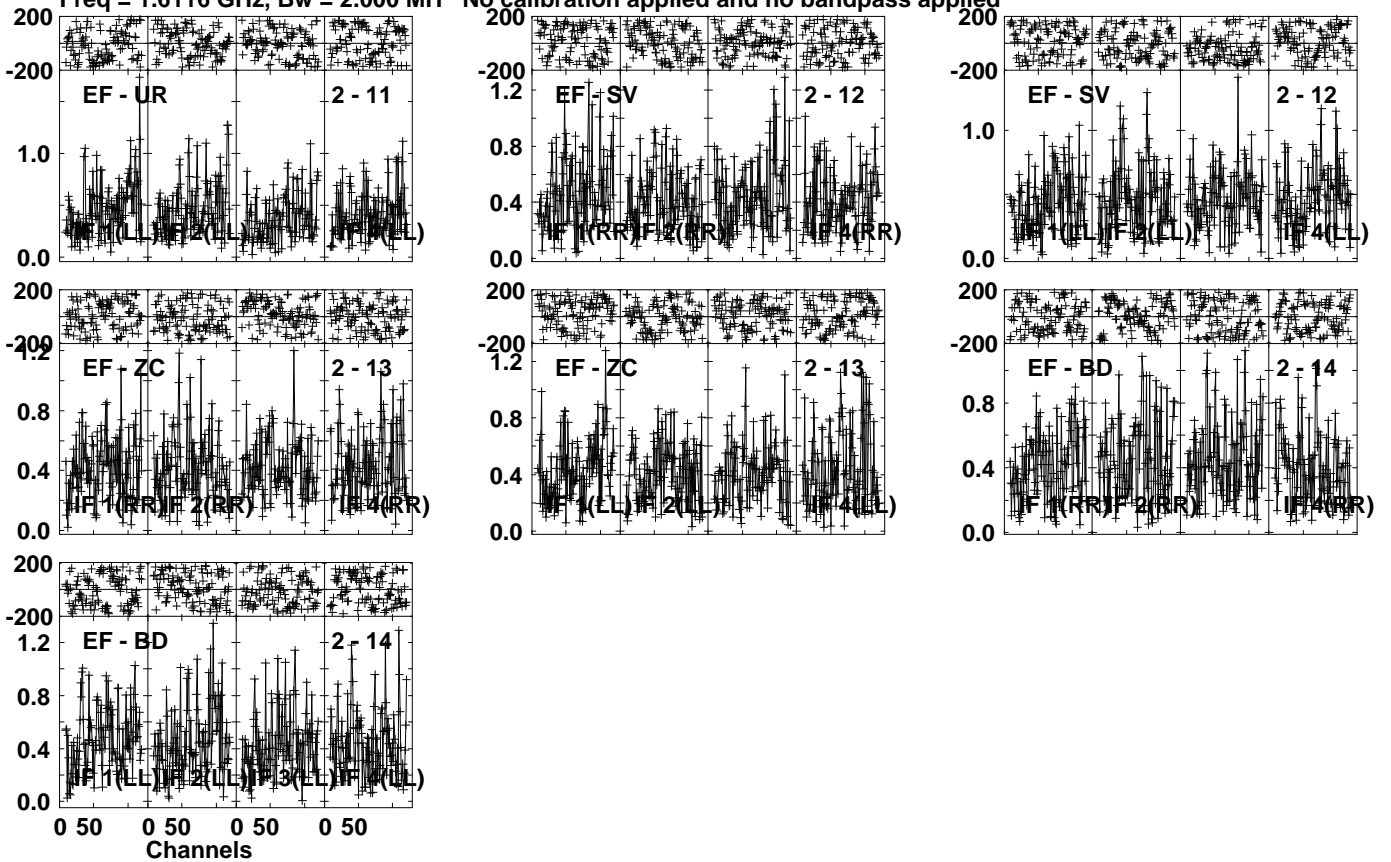 Freq = 1.6116 GHz, Bw = 2.000 MH No calibration applied and no bandpass applied
200
-200
EF - UR 2 - 11
1.0
0.0
IF 1(LL) IF 2(LL) IF 4(LL)
200
-200
1.2
EF - SV 2 - 12
0.8
0.4
0.0
IF 1(RR) IF 2(RR) IF 4(RR)
200
-200
EF - SV 2 - 12
1.0
0.0
IF 1(LL) IF 2(LL) IF 4(LL)
200
-200
1.2
EF - ZC 2 - 13
0.8
0.4
0.0
IF 1(RR) IF 2(RR) IF 4(RR)
200
-200
1.2
EF - ZC 2 - 13
0.8
0.4
0.0
IF 1(LL) IF 2(LL) IF 4(LL)
200
-200
EF - BD 2 - 14
0.8
0.4
0.0
IF 1(RR) IF 2(RR) IF 4(RR)
200
-200
EF - BD 2 - 14
1.2
0.8
0.4
0.0
IF 1(LL) IF 2(LL) IF 3(LL) IF 4(LL)
0 50 0 50 0 50 0 50
Channels